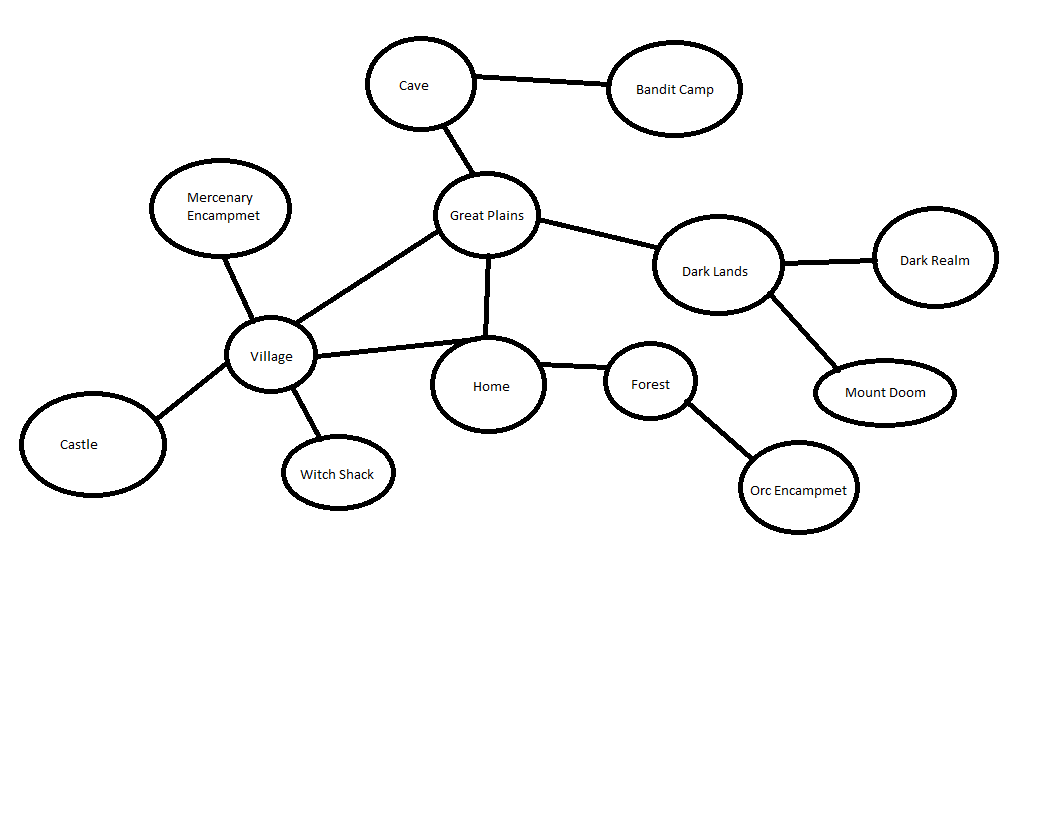 Cave
Bandit Camp
Mercenary
Encampmet
Great Plains
Dark Lands
Dark Realm
Village
Home
Forest
Mount Doom
Castle
Witch Shack
Orc Encampmet